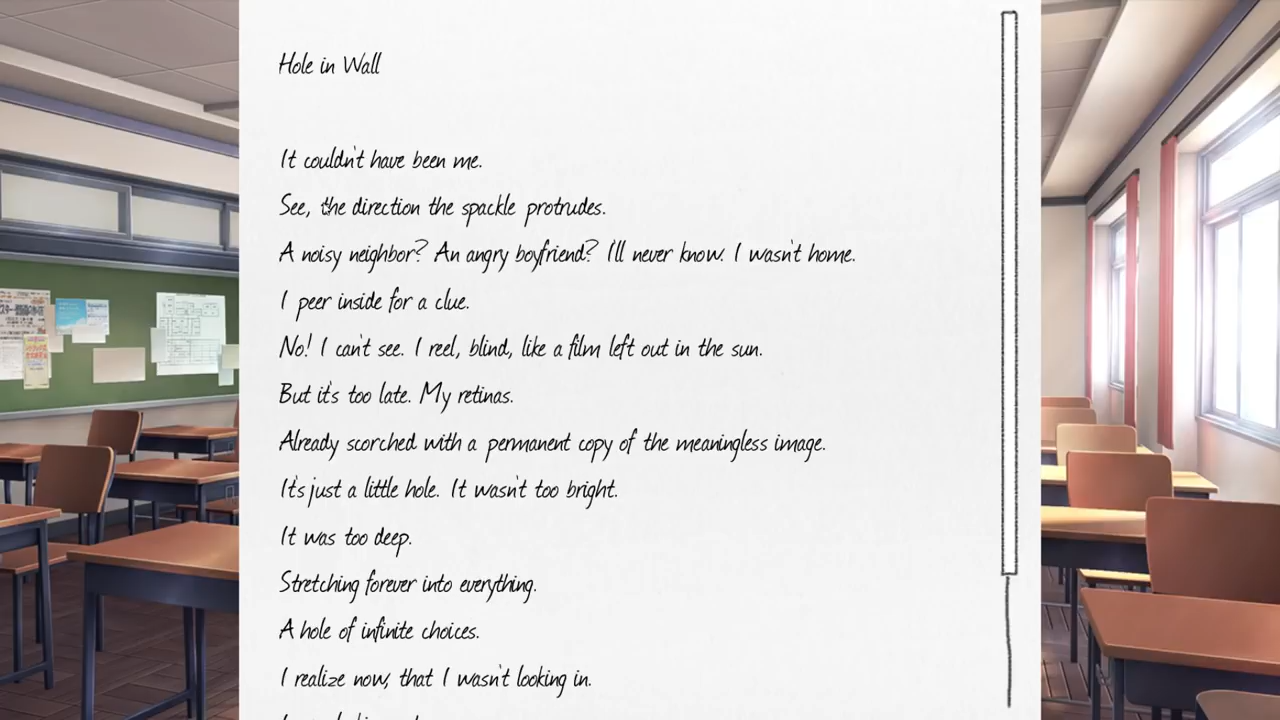 Hole in Wall
It couldn't have been me.
See, the direction the spackle protrudes.
A noisy neighbor? An angry boyfriend? I'll never know. I wasn't home.
I peer inside for a clue.
No! I can't see. I reel, blind, like a film left out in the sun.
But it's too late. My retinas.
Already scorched with a permanent copy of the meaningless image.
It's just a little hole. It wasn't too bright.
It was too deep.
Stretching forever into everything.
A hole of infinite choices.
I realize now, that I wasn't looking in.